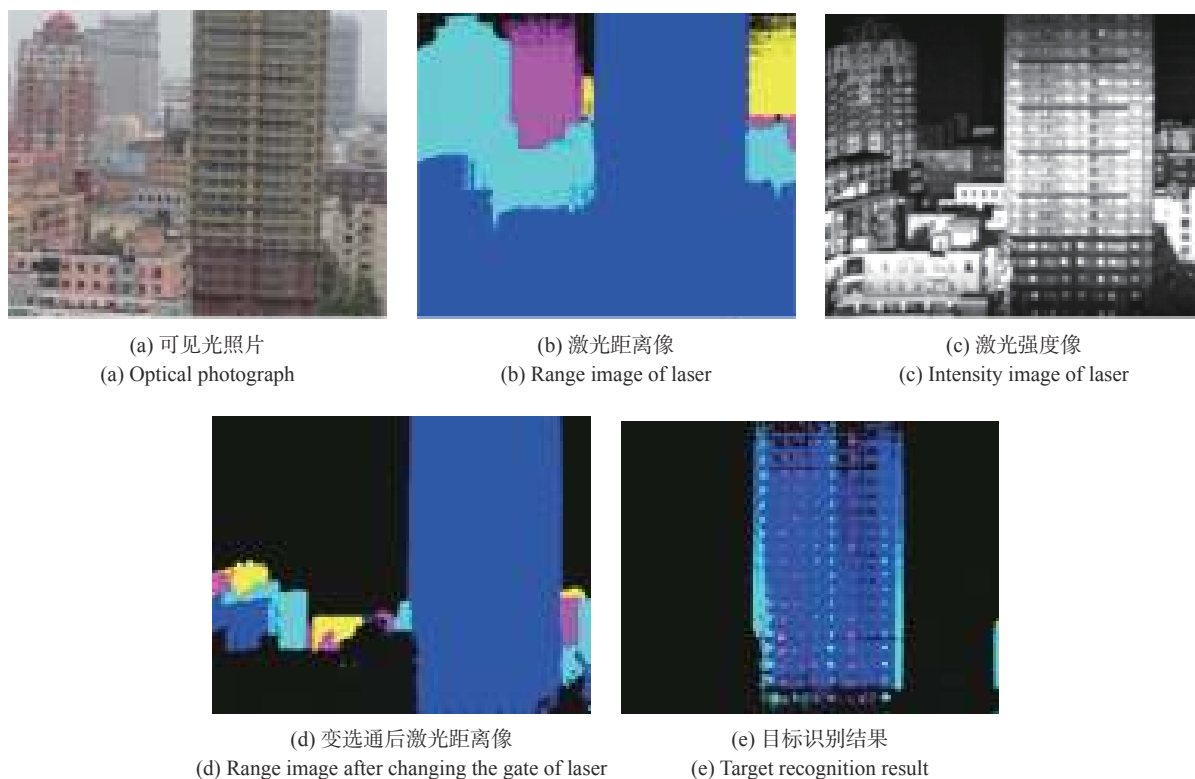 (a) 可见光照片
(a) Optical photograph
(b) 激光距离像
(b) Range image of laser
(c) 激光强度像
(c) Intensity image of laser
(d) 变选通后激光距离像
(d) Range image after changing the gate of laser
(e) 目标识别结果
(e) Target recognition result